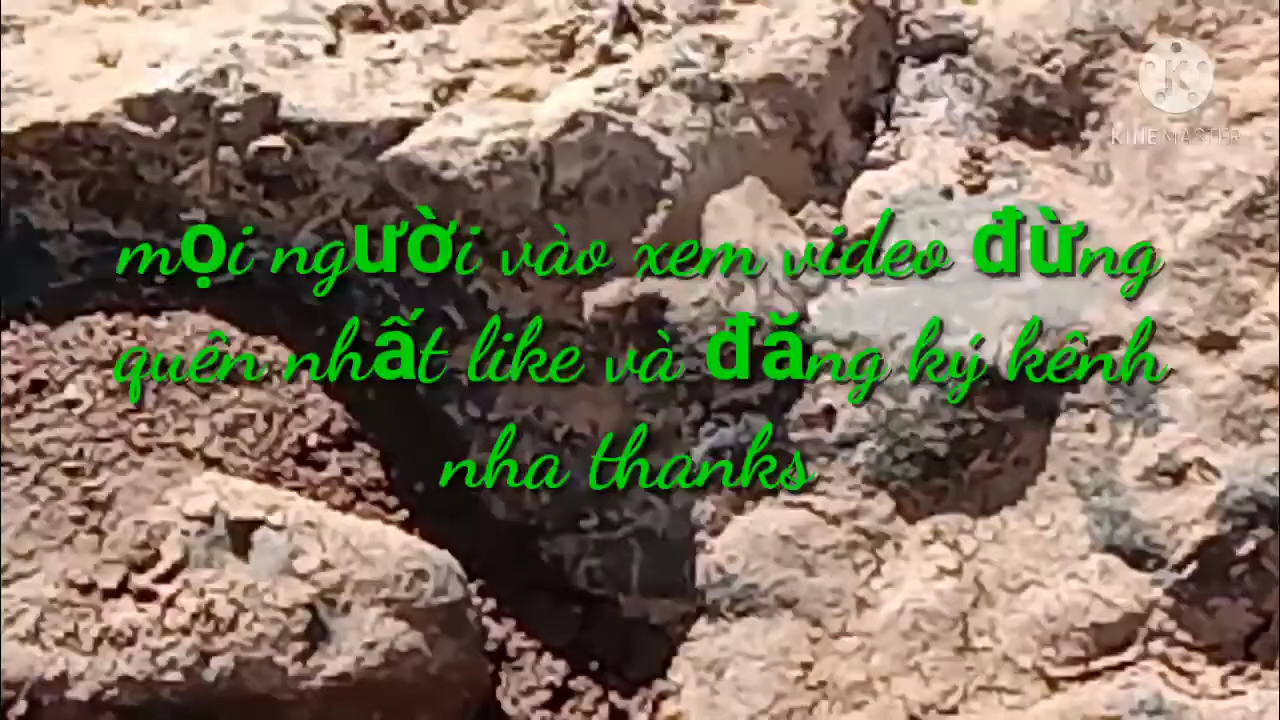 KINEMASTER
mọi người vào xem video đừng
quên nhất like và đăng ký kênh
nha thanks